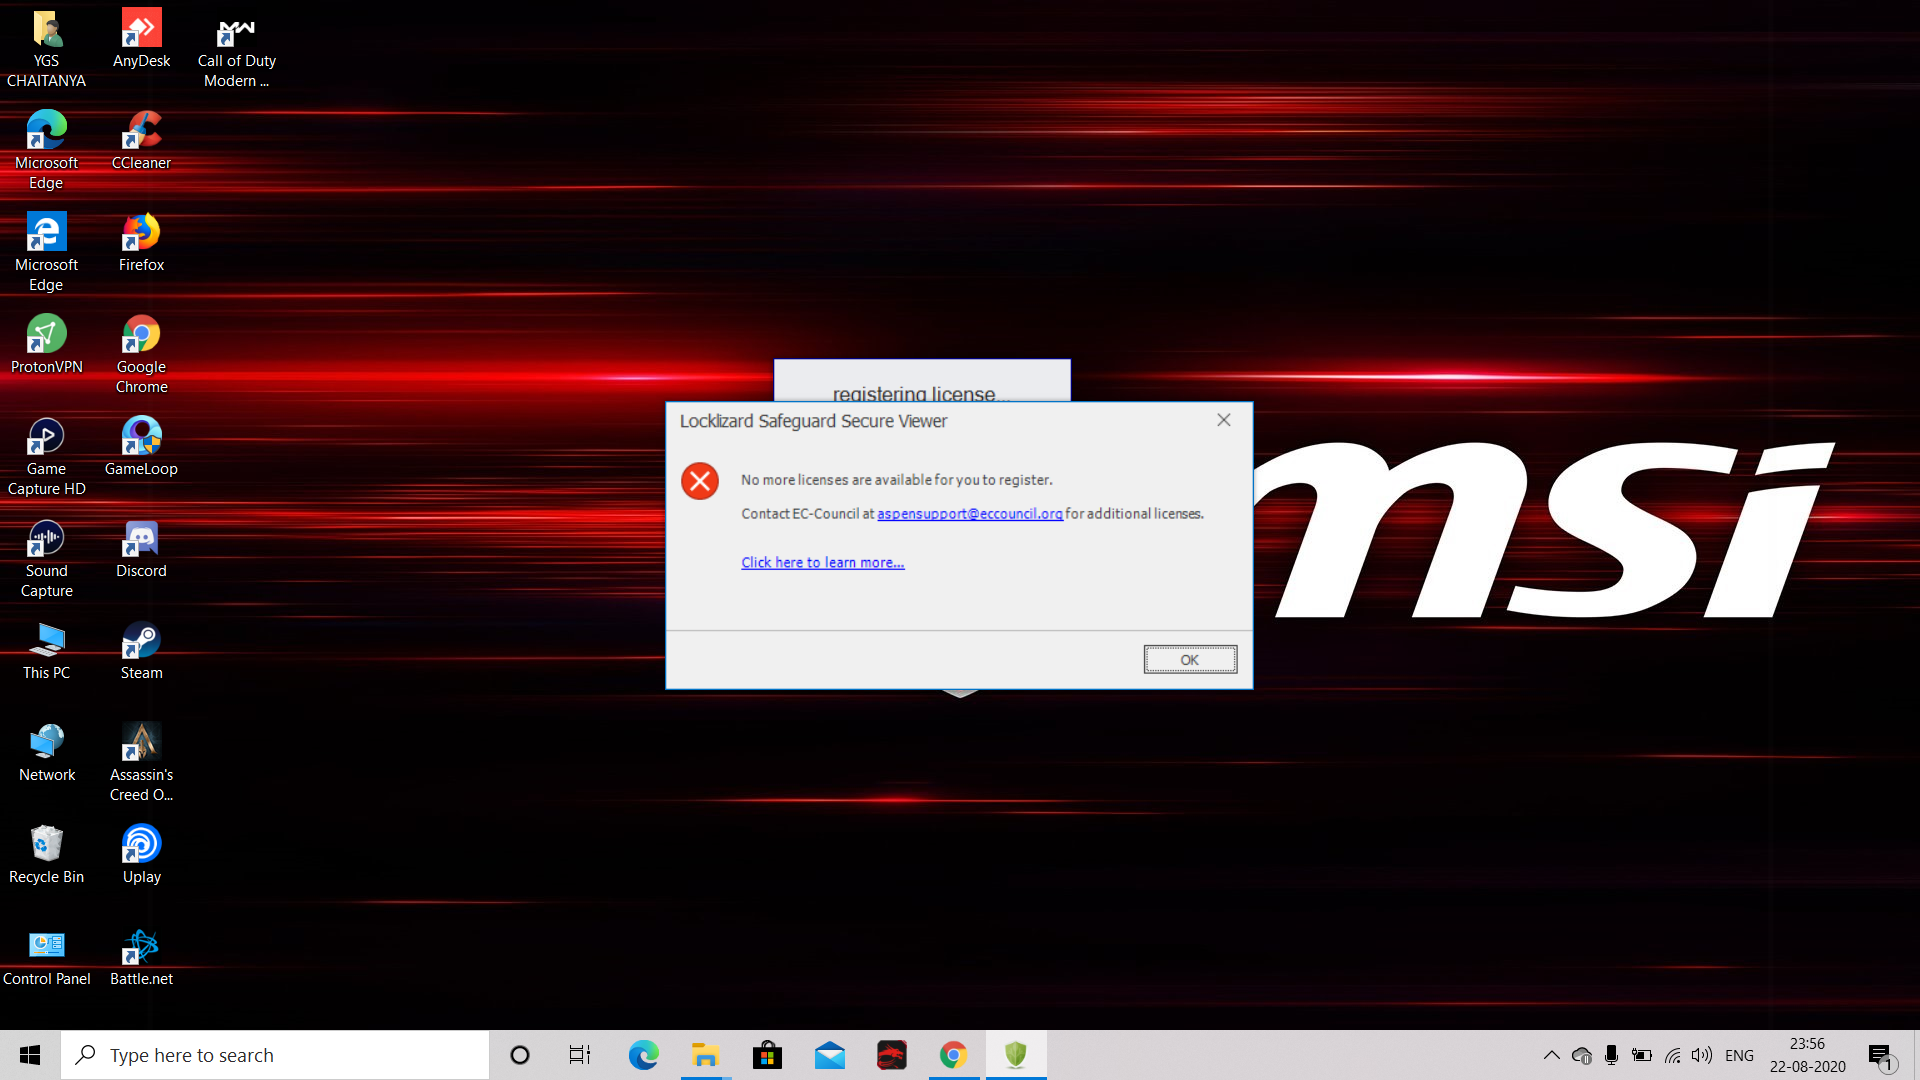 YGS
CHAITANYA
AnyDesk
Call of Duty
Modern ...
Microsoft
Edge
CCleaner
Microsoft
Edge
Firefox
ProtonVPN
Google
Chrome
Game
Capture HD
GameLoop
Sound
Capture
Discord
This PC
Steam
Network
Assassin's
Creed O...
Recycle Bin
Uplay
Control Panel
Battle.net
registering license...
Locklizard Safeguard Secure Viewer
No more licenses are available for you to register.
Contact EC-Council at aspensupport@eccouncil.org for additional licenses.
Click here to learn more...
OK
msi
Type here to search
ENG
23:56
22-08-2020
1